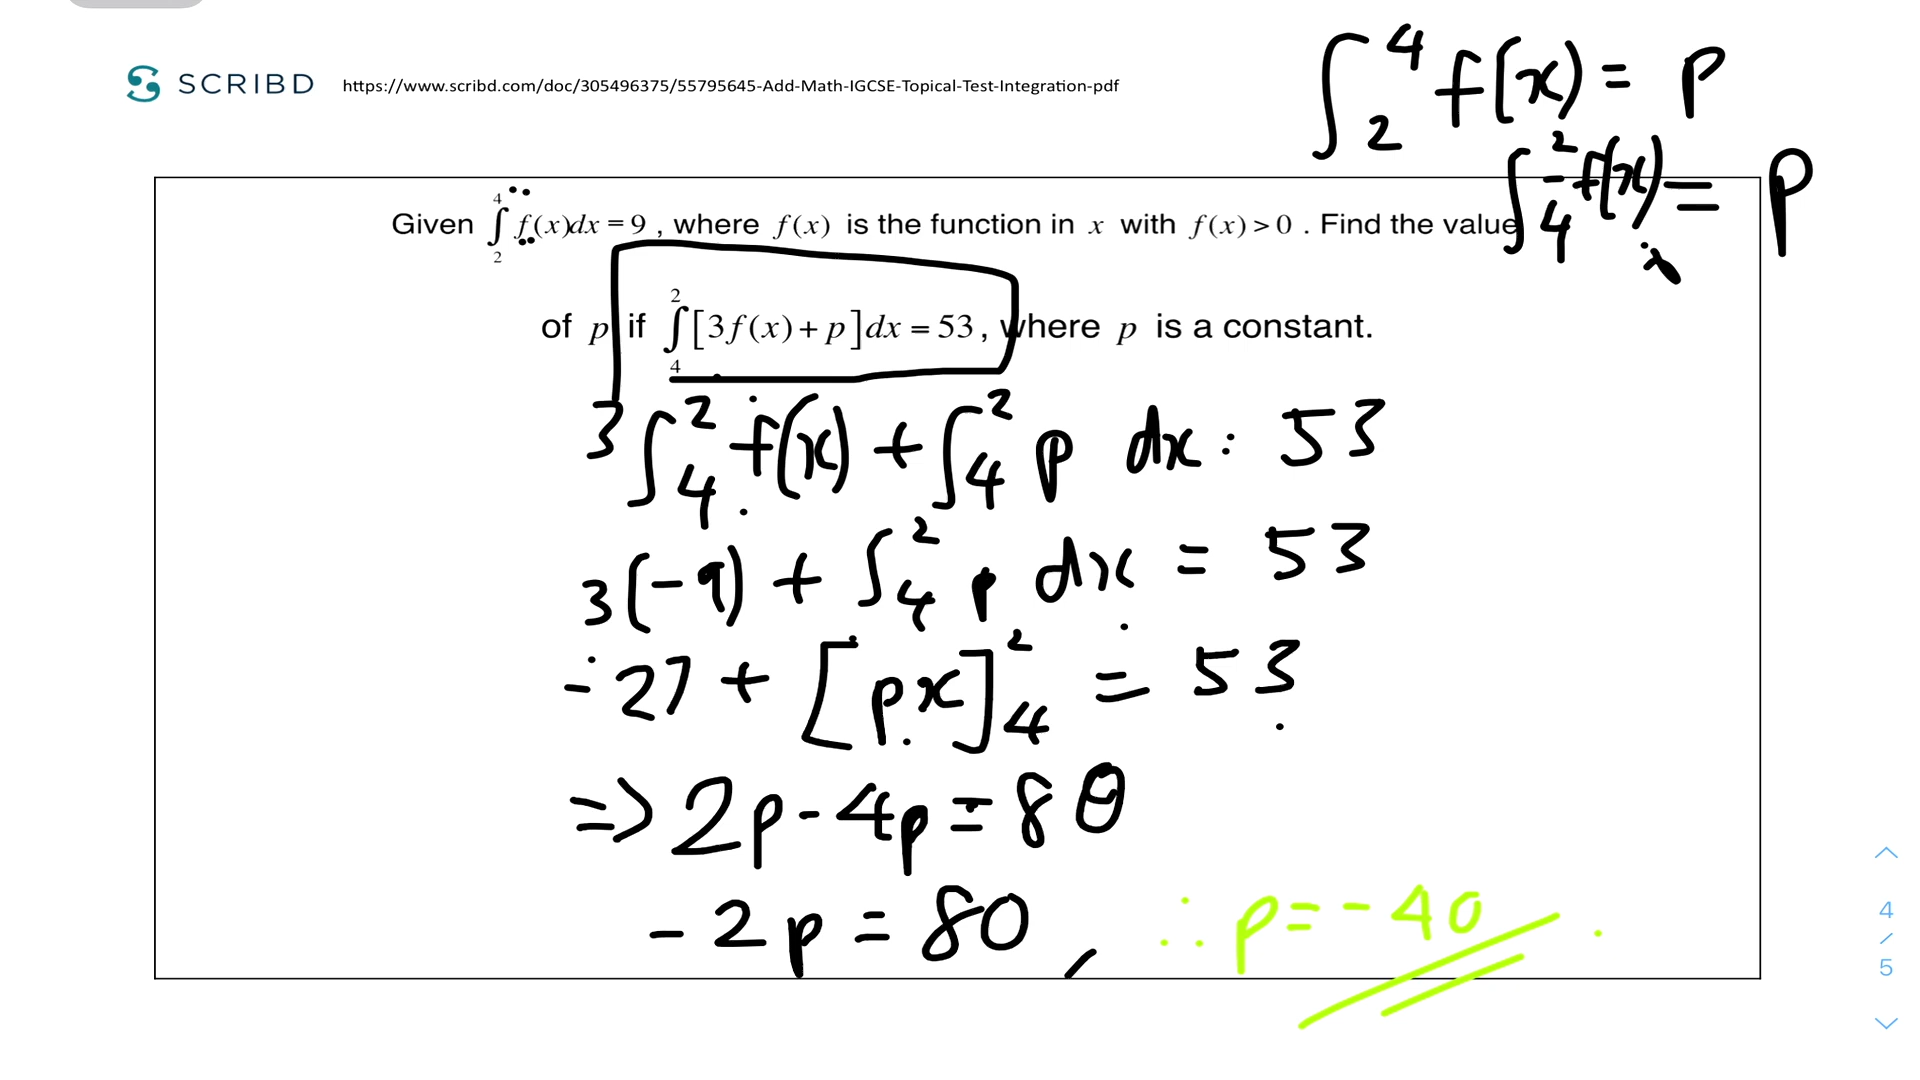 SCRIBD https://www.scribd.com/doc/305496375/55795645-Add-Math-IGCSE-Topical-Test-Integration-pdf
∫₂⁴ f(x) = p
∫₄² f(x) = p
Given ∫₂⁴ f(x)dx = 9 , where f(x) is the function in x with f(x) > 0 . Find the value
of p if ∫₄² [3f(x) + p]dx = 53 , where p is a constant.
3∫₄² f(x) + ∫₄² p dx : 53
3(-9) + ∫₄² p dx = 53
-27 + [px]₄² = 53
=> 2p - 4p = 80
-2p = 80 , ∴ p = -40 .
4
/
5